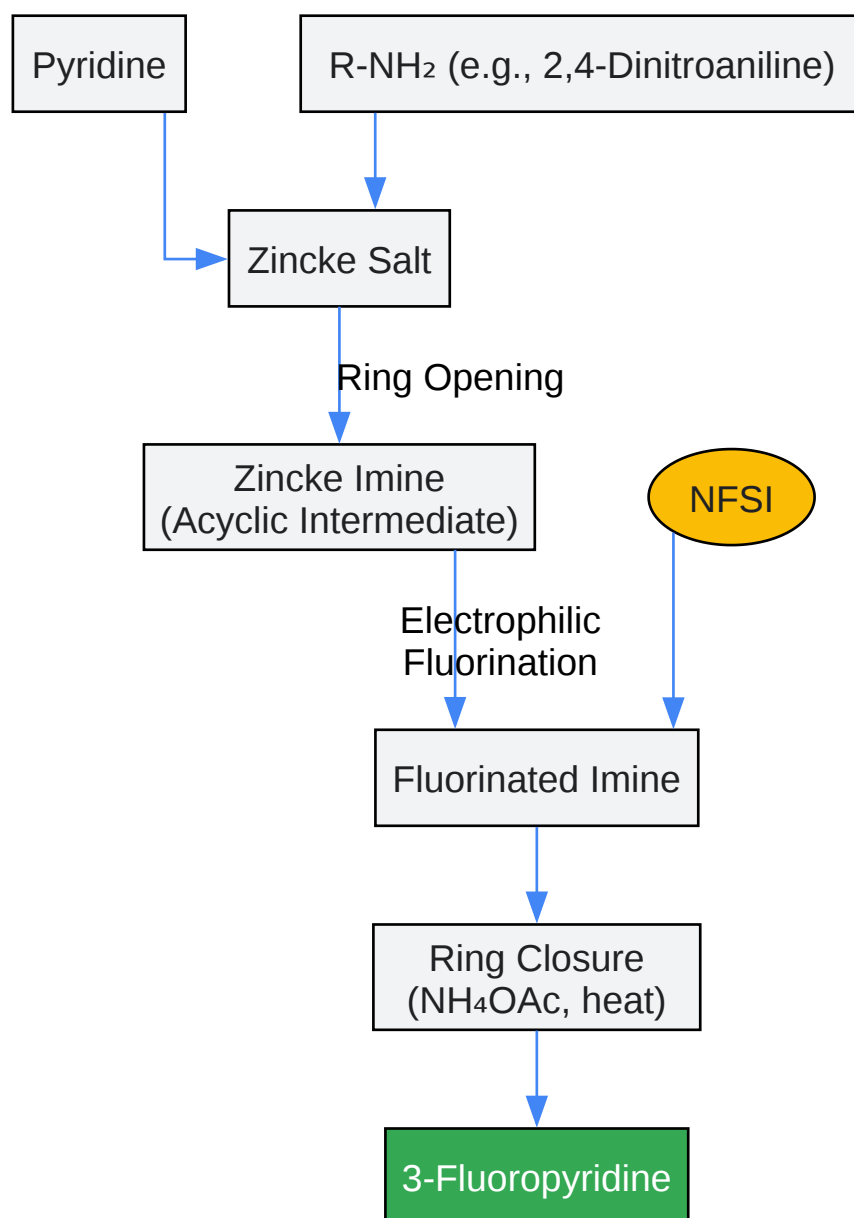 Pyridine
R-NH₂ (e.g., 2,4-Dinitroaniline)
Zincke Salt
Ring Opening
Zincke Imine
(Acyclic Intermediate)
NFSI
Electrophilic
Fluorination
Fluorinated Imine
Ring Closure
(NH₄OAc, heat)
3-Fluoropyridine